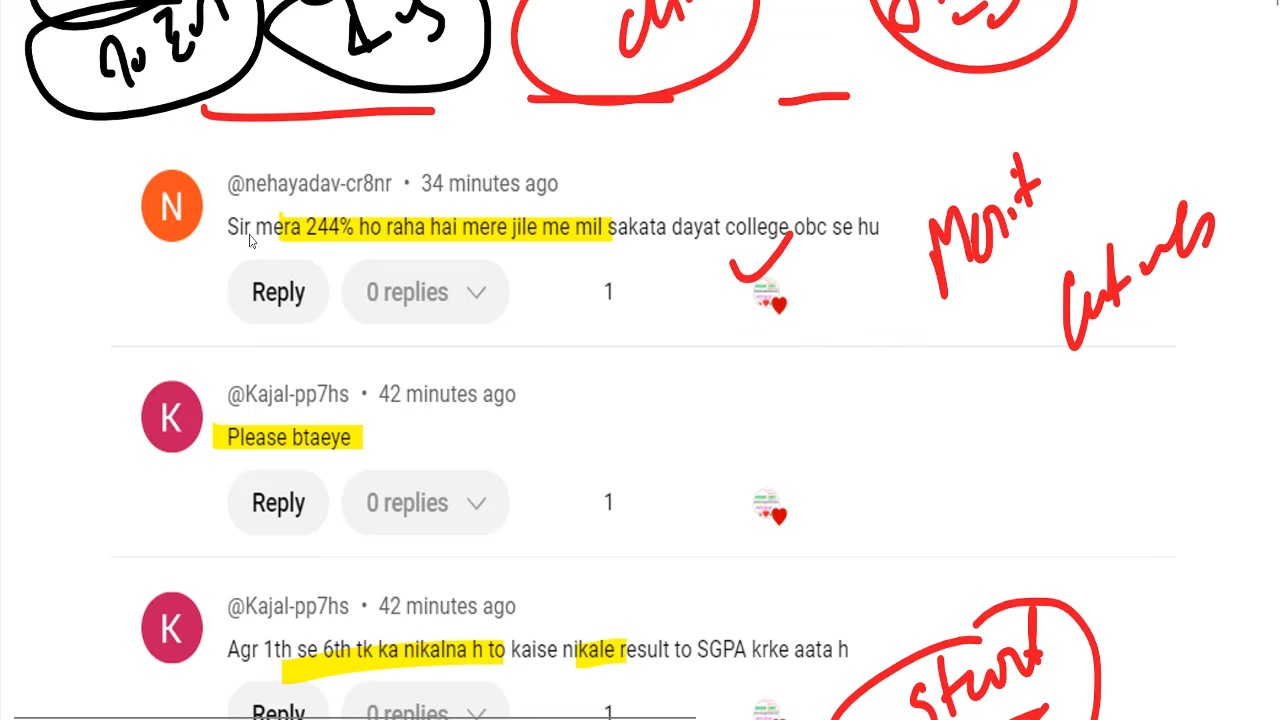 N
@nehayadav-cr8nr • 34 minutes ago
Sir mera 244% ho raha hai mere jile me mil sakata dayat college obc se hu
Reply
0 replies
1
Merit
K
@Kajal-pp7hs • 42 minutes ago
Please btaeye
Reply
0 replies
1
K
@Kajal-pp7hs • 42 minutes ago
Agr 1th se 6th tk ka nikalna h to kaise nikale result to SGPA krke aata h
Reply
0 replies
1